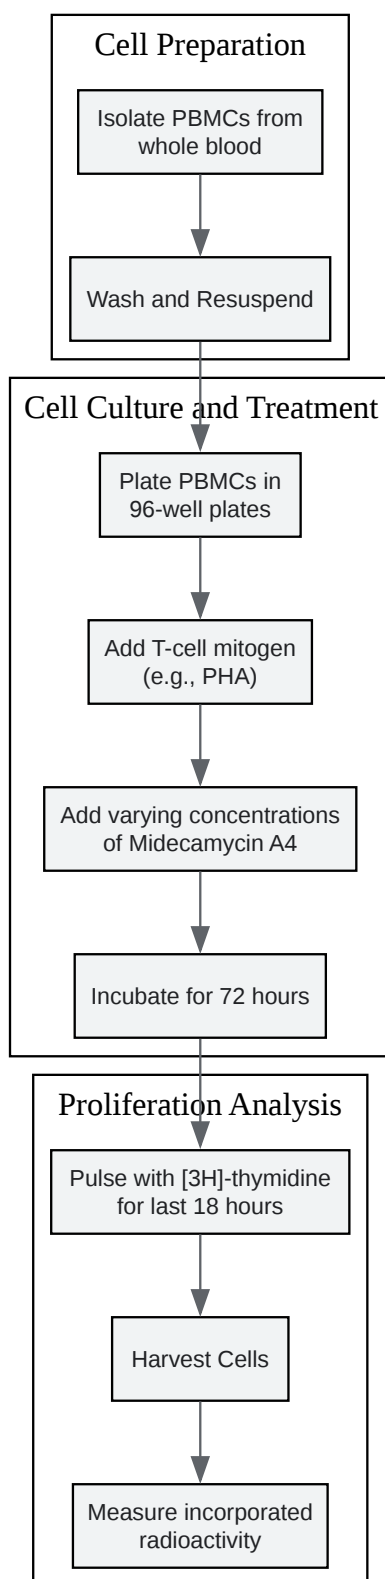 Cell Preparation
Isolate PBMCs from
whole blood
Wash and Resuspend
Cell Culture and Treatment
Plate PBMCs in
96-well plates
Add T-cell mitogen
(e.g., PHA)
Add varying concentrations
of Midecamycin A4
Incubate for 72 hours
Proliferation Analysis
Pulse with [3H]-thymidine
for last 18 hours
Harvest Cells
Measure incorporated
radioactivity